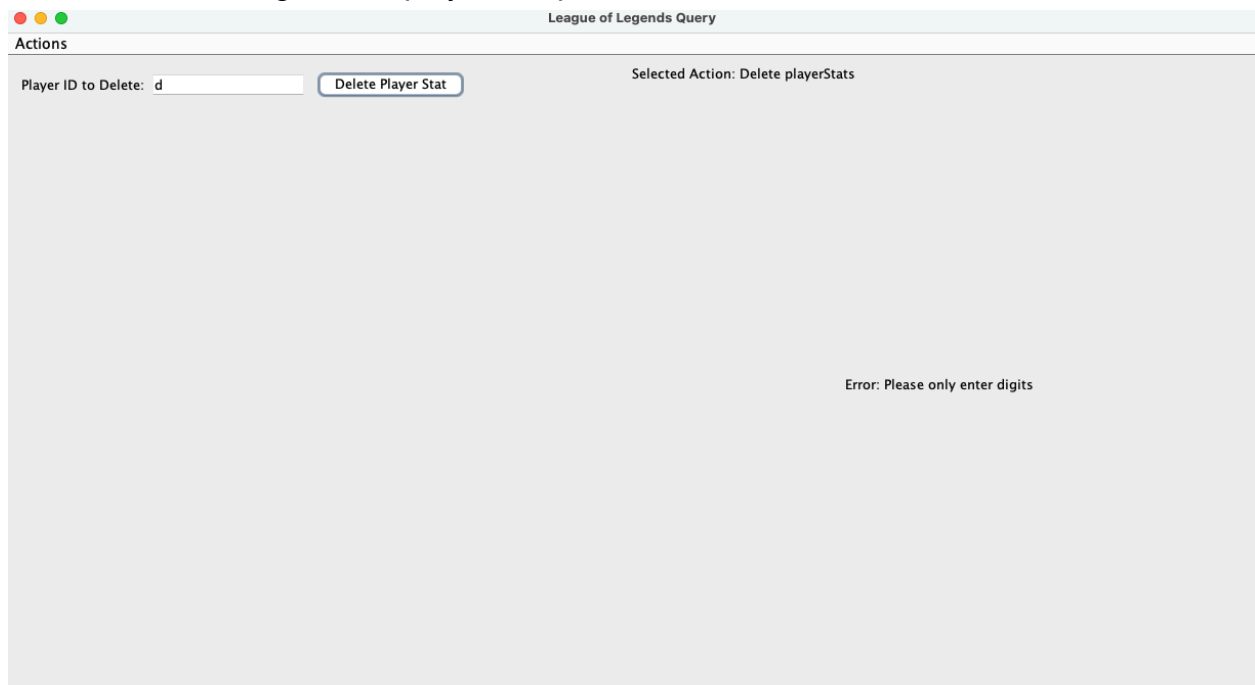 League of Legends Query
Actions
Player ID to Delete: d Delete Player Stat
Selected Action: Delete playerStats
Error: Please only enter digits